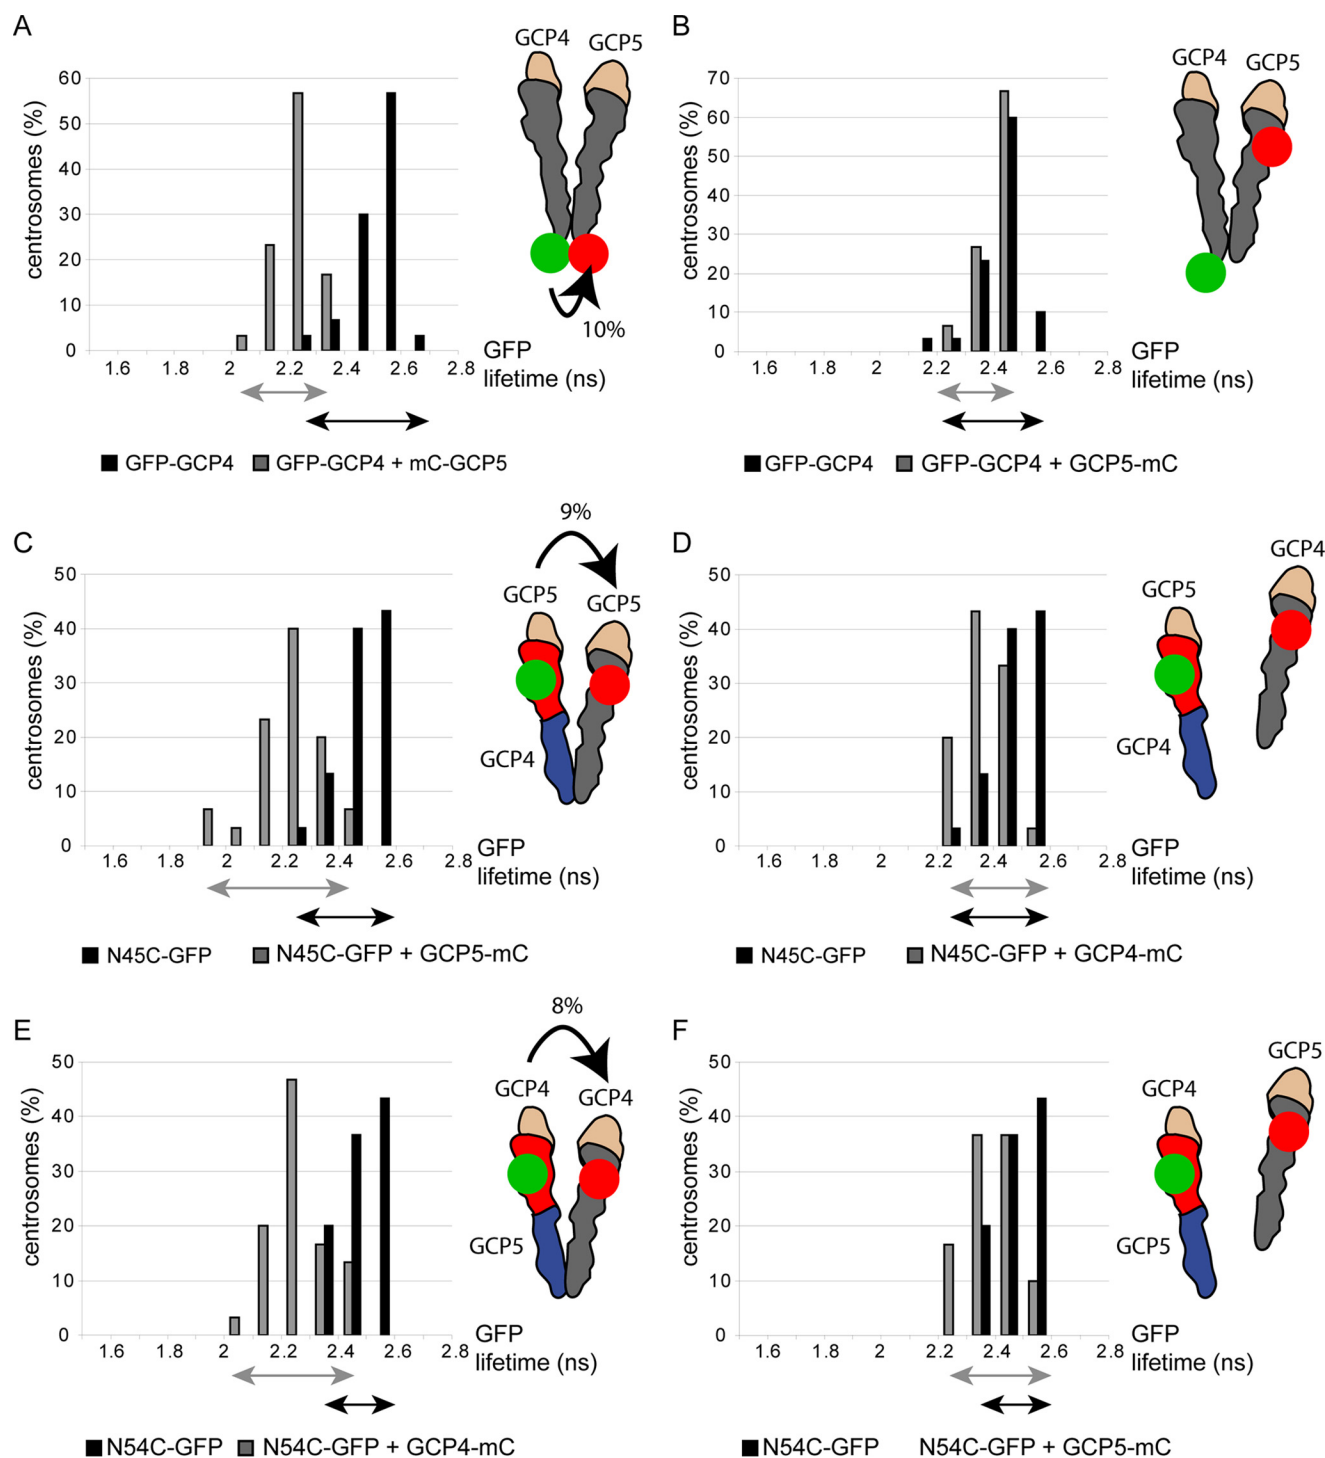 A
GCP4
GCP5
centrosomes (%)
60
50
40
30
20
10
0
1.6
1.8
2
2.2
2.4
2.6
2.8
GFP
lifetime (ns)
10%
GFP-GCP4
GFP-GCP4 + mC-GCP5
B
GCP4
GCP5
centrosomes (%)
70
60
50
40
30
20
10
0
1.6
1.8
2
2.2
2.4
2.6
2.8
GFP
lifetime (ns)
GFP-GCP4
GFP-GCP4 + GCP5-mC
C
9%
GCP5
GCP5
GCP4
centrosomes (%)
50
40
30
20
10
0
1.6
1.8
2
2.2
2.4
2.6
2.8
GFP
lifetime (ns)
N45C-GFP
N45C-GFP + GCP5-mC
D
GCP4
GCP5
GCP4
centrosomes (%)
50
40
30
20
10
0
1.6
1.8
2
2.2
2.4
2.6
2.8
GFP
lifetime (ns)
N45C-GFP
N45C-GFP + GCP4-mC
E
8%
GCP4
GCP4
GCP5
centrosomes (%)
50
40
30
20
10
0
1.6
1.8
2
2.2
2.4
2.6
2.8
GFP
lifetime (ns)
N54C-GFP
N54C-GFP + GCP4-mC
F
GCP5
GCP4
GCP5
centrosomes (%)
50
40
30
20
10
0
1.6
1.8
2
2.2
2.4
2.6
2.8
GFP
lifetime (ns)
N54C-GFP
N54C-GFP + GCP5-mC